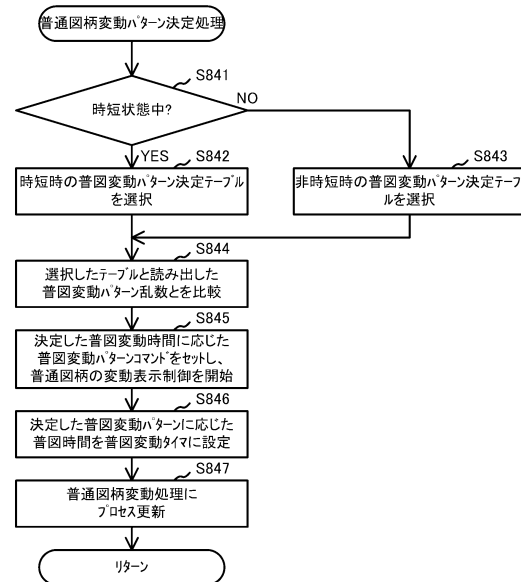 普通図柄変動パターン決定処理
S841
時短状態中?
NO
YES
S842
時短時の普図変動パターン決定テーブル
を選択
S843
非時短時の普図変動パターン決定テーブ
ルを選択
S844
選択したテーブルと読み出した
普図変動パターン乱数とを比較
S845
決定した普図変動時間に応じた
普図変動パターンコマンドをセットし、
普通図柄の変動表示制御を開始
S846
決定した普図変動パターンに応じた
普図時間を普図変動タイマに設定
S847
普通図柄変動処理に
プロセス更新
リターン